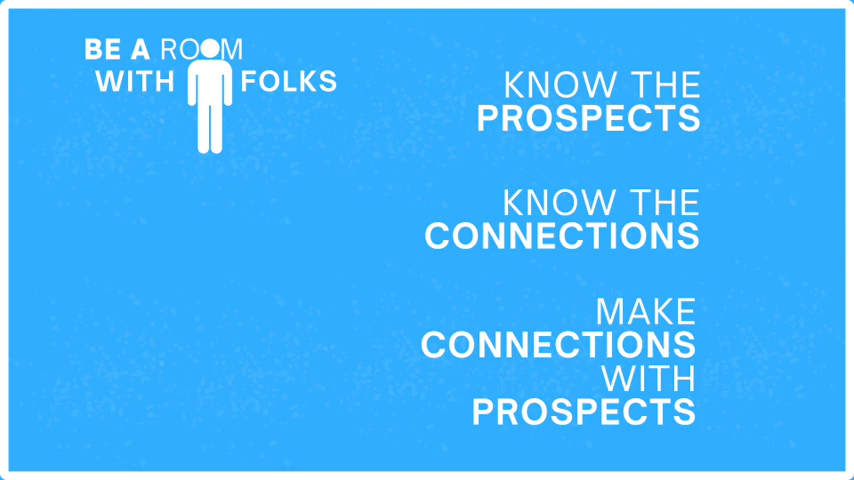 BE A ROOM
WITH FOLKS
KNOW THE
PROSPECTS
KNOW THE
CONNECTIONS
MAKE
CONNECTIONS
WITH
PROSPECTS